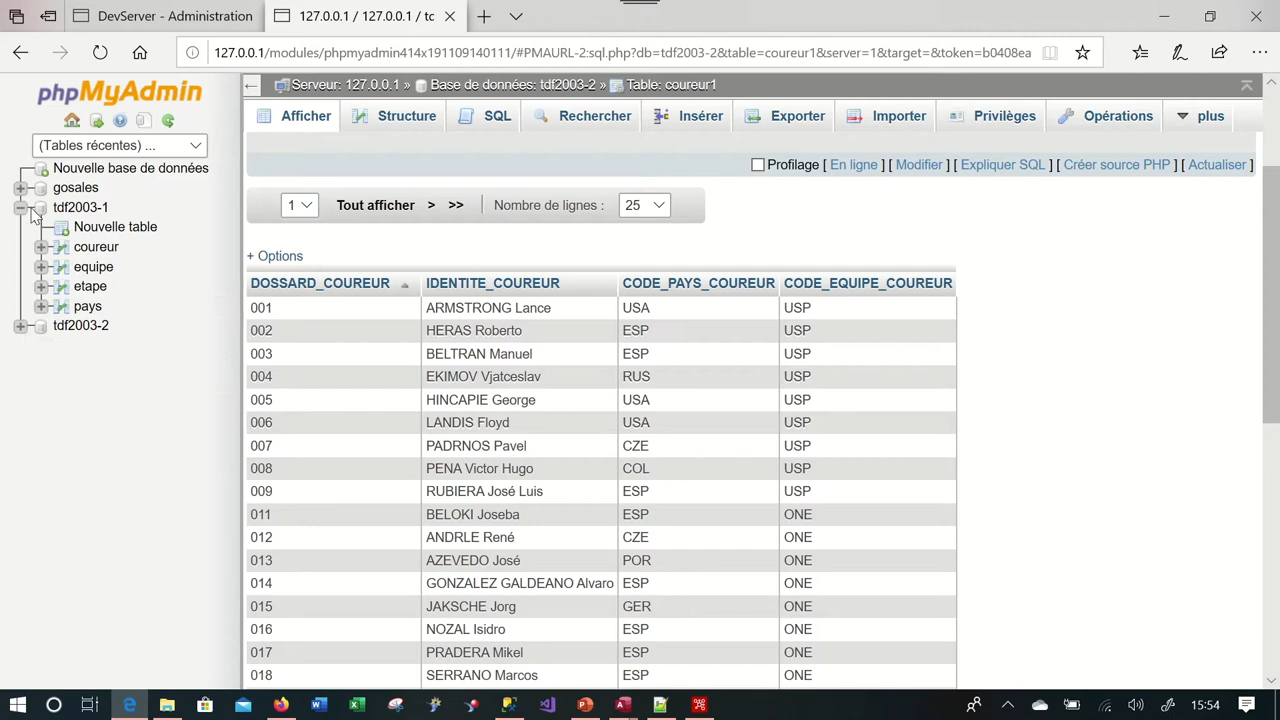 DevServer - Administration
127.0.0.1 / 127.0.0.1 / tc
127.0.0.1/modules/phpmyadmin414x191109140111/#PMAURL-2:sql.php?db=tdf2003-2&table=coureur1&server=1&target=&token=b0408ea
phpMyAdmin
(Tables récentes) ...
Nouvelle base de données
gosales
tdf2003-1
Nouvelle table
coureur
equipe
etape
pays
tdf2003-2
Serveur: 127.0.0.1 » Base de données: tdf2003-2 » Table: coureur1
Afficher Structure SQL Rechercher Insérer Exporter Importer Privilèges Opérations plus
Profilage [ En ligne ] [ Modifier ] [ Expliquer SQL ] [ Créer source PHP ] [ Actualiser ]
1 Tout afficher > >> Nombre de lignes : 25
+ Options
DOSSARD_COUREUR IDENTITE_COUREUR CODE_PAYS_COUREUR CODE_EQUIPE_COUREUR
001 ARMSTRONG Lance USA USP
002 HERAS Roberto ESP USP
003 BELTRAN Manuel ESP USP
004 EKIMOV Vjatceslav RUS USP
005 HINCAPIE George USA USP
006 LANDIS Floyd USA USP
007 PADRNOS Pavel CZE USP
008 PENA Victor Hugo COL USP
009 RUBIERA José Luis ESP USP
011 BELOKI Joseba ESP ONE
012 ANDRLE René CZE ONE
013 AZEVEDO José POR ONE
014 GONZALEZ GALDEANO Alvaro ESP ONE
015 JAKSCHE Jorg GER ONE
016 NOZAL Isidro ESP ONE
017 PRADERA Mikel ESP ONE
018 SERRANO Marcos ESP ONE
15:54